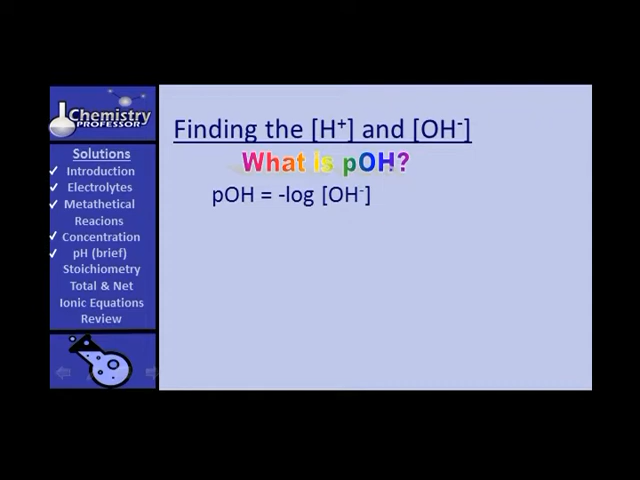 Chemistry
PROFESSOR
Solutions
Introduction
Electrolytes
Metathetical
Reacions
Concentration
pH (brief)
Stoichiometry
Total & Net
Ionic Equations
Review
Finding the [H⁺] and [OH⁻]
What is pOH?
pOH = -log [OH⁻]